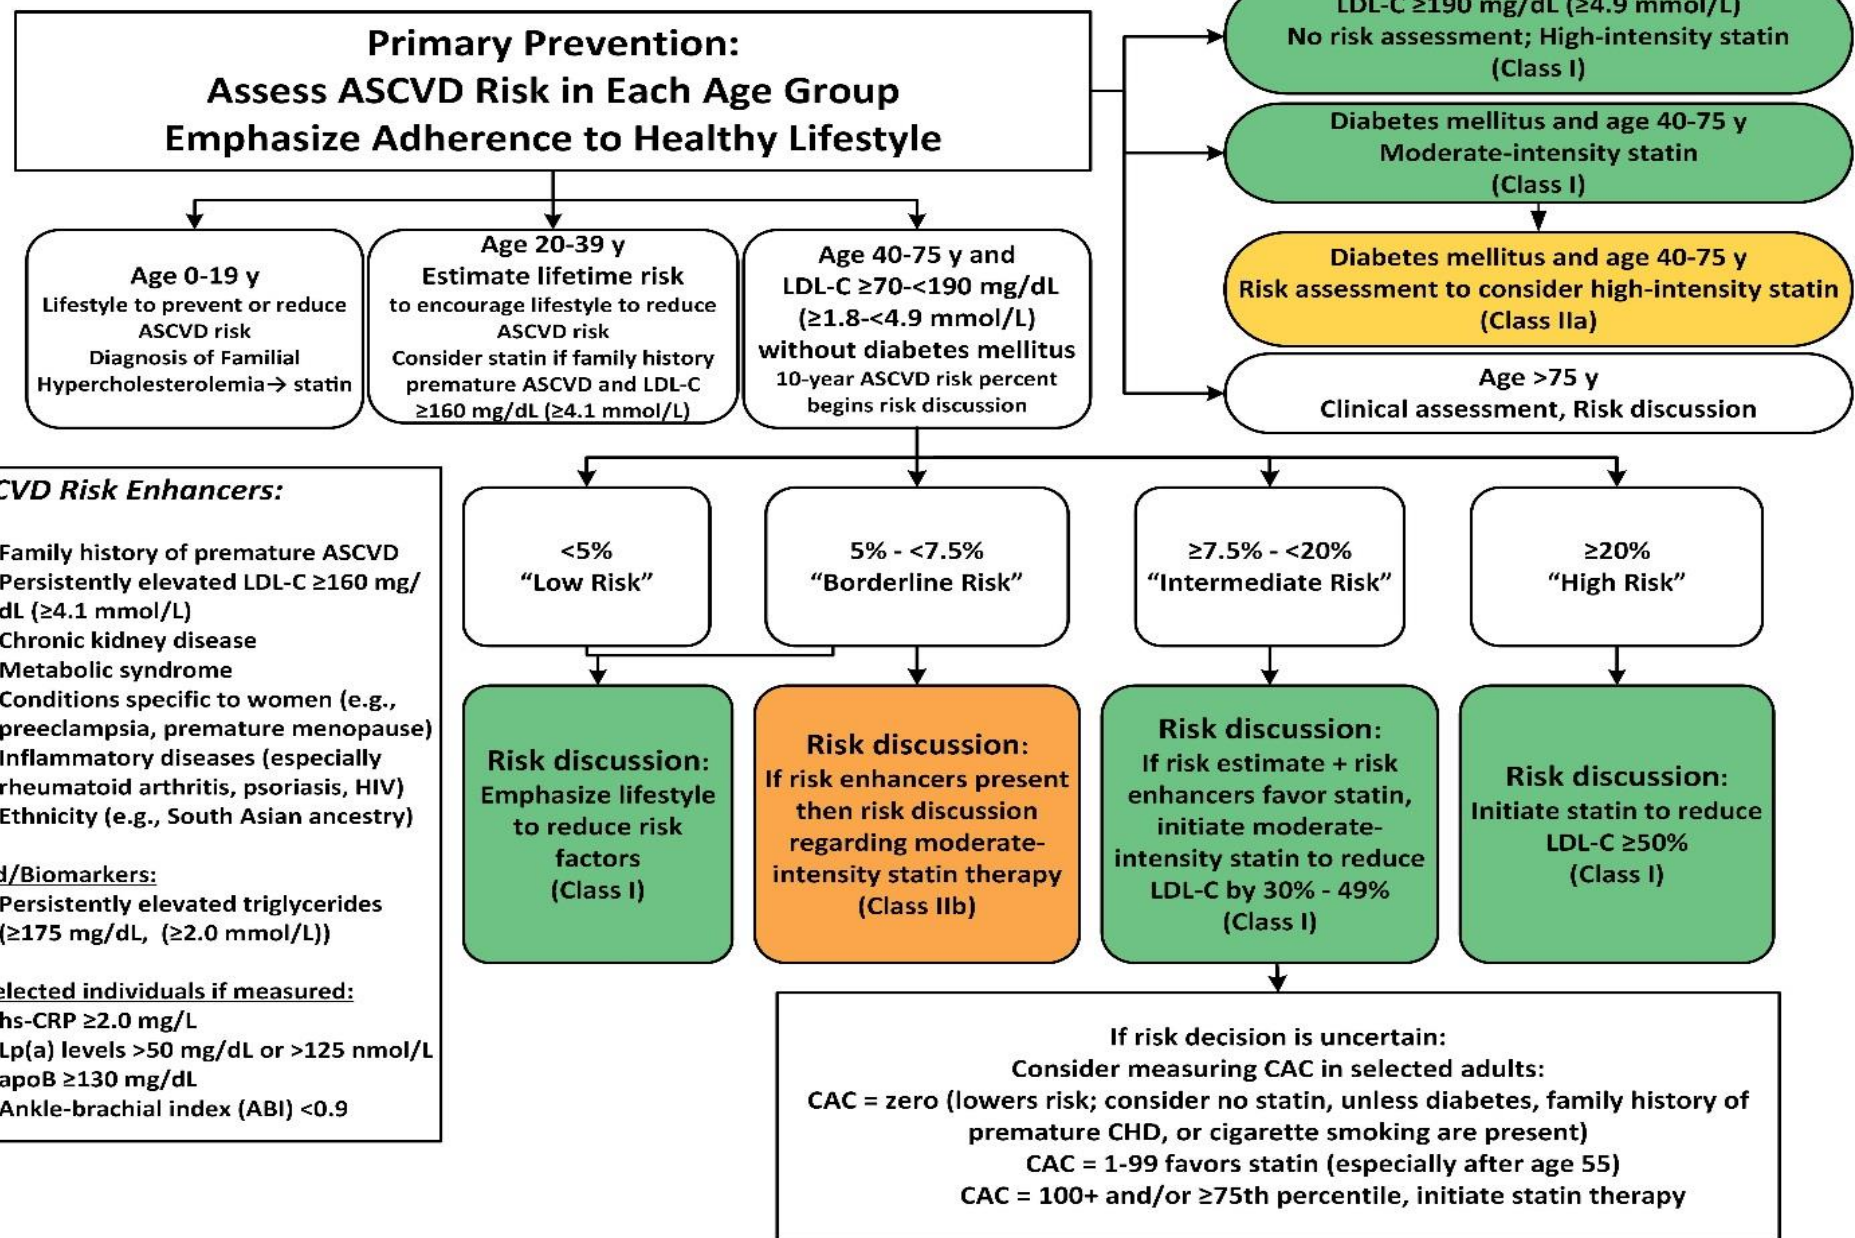 Primary Prevention:
Assess ASCVD Risk in Each Age Group
Emphasize Adherence to Healthy Lifestyle
LDL-C ≥190 mg/dL (≥4.9 mmol/L)
No risk assessment; High-intensity statin
(Class I)
Diabetes mellitus and age 40-75 y
Moderate-intensity statin
(Class I)
Diabetes mellitus and age 40-75 y
Risk assessment to consider high-intensity statin
(Class IIa)
Age >75 y
Clinical assessment, Risk discussion
Age 0-19 y
Lifestyle to prevent or reduce
ASCVD risk
Diagnosis of Familial
Hypercholesterolemia→ statin
Age 20-39 y
Estimate lifetime risk
to encourage lifestyle to reduce
ASCVD risk
Consider statin if family history
premature ASCVD and LDL-C
≥160 mg/dL (≥4.1 mmol/L)
Age 40-75 y and
LDL-C ≥70-<190 mg/dL
(≥1.8-<4.9 mmol/L)
without diabetes mellitus
10-year ASCVD risk percent
begins risk discussion
CVD Risk Enhancers:
Family history of premature ASCVD
Persistently elevated LDL-C ≥160 mg/
dL (≥4.1 mmol/L)
Chronic kidney disease
Metabolic syndrome
Conditions specific to women (e.g.,
preeclampsia, premature menopause)
Inflammatory diseases (especially
rheumatoid arthritis, psoriasis, HIV)
Ethnicity (e.g., South Asian ancestry)
d/Biomarkers:
Persistently elevated triglycerides
(≥175 mg/dL, (≥2.0 mmol/L))
elected individuals if measured:
hs-CRP ≥2.0 mg/L
Lp(a) levels >50 mg/dL or >125 nmol/L
apoB ≥130 mg/dL
Ankle-brachial index (ABI) <0.9
<5%
“Low Risk”
5% - <7.5%
“Borderline Risk”
≥7.5% - <20%
“Intermediate Risk”
≥20%
“High Risk”
Risk discussion:
Emphasize lifestyle
to reduce risk
factors
(Class I)
Risk discussion:
If risk enhancers present
then risk discussion
regarding moderate-
intensity statin therapy
(Class IIb)
Risk discussion:
If risk estimate + risk
enhancers favor statin,
initiate moderate-
intensity statin to reduce
LDL-C by 30% - 49%
(Class I)
Risk discussion:
Initiate statin to reduce
LDL-C ≥50%
(Class I)
If risk decision is uncertain:
Consider measuring CAC in selected adults:
CAC = zero (lowers risk; consider no statin, unless diabetes, family history of
premature CHD, or cigarette smoking are present)
CAC = 1-99 favors statin (especially after age 55)
CAC = 100+ and/or ≥75th percentile, initiate statin therapy